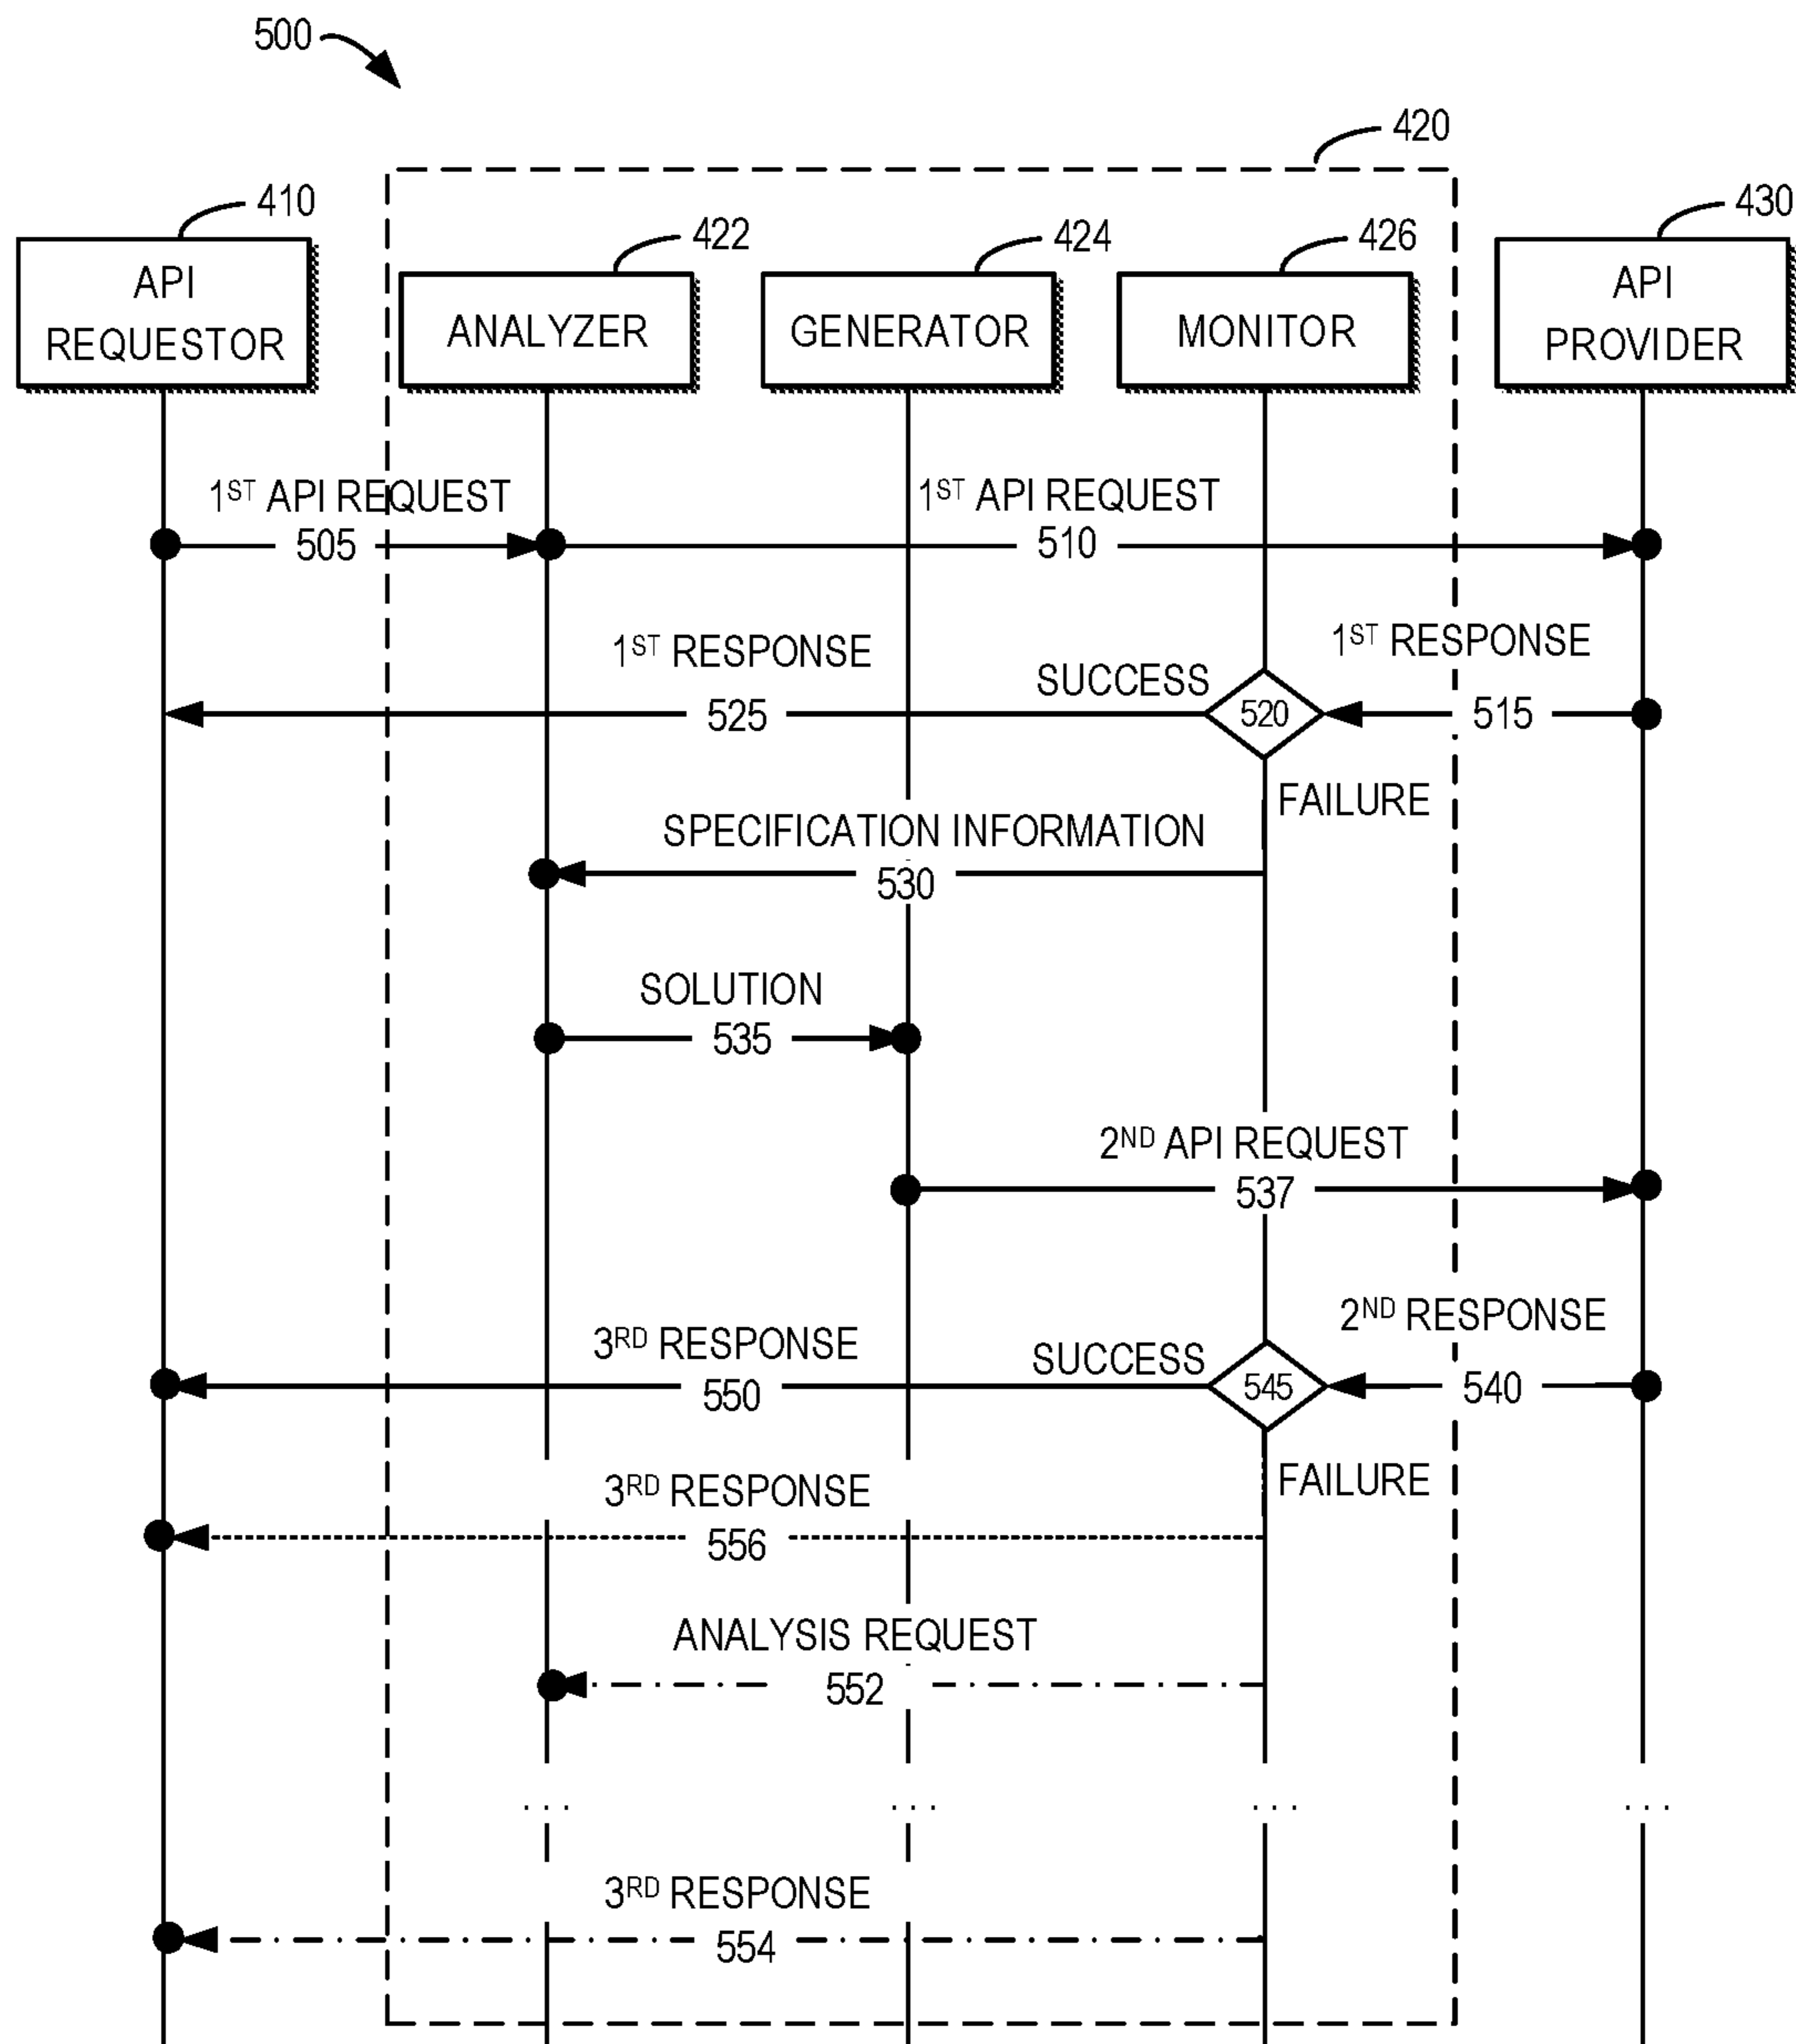 500
420
410
430
422
424
426
API
REQUESTOR
ANALYZER
GENERATOR
MONITOR
API
PROVIDER
1ST API REQUEST
505
1ST API REQUEST
510
1ST RESPONSE
525
SUCCESS
520
1ST RESPONSE
515
FAILURE
SPECIFICATION INFORMATION
530
SOLUTION
535
2ND API REQUEST
537
3RD RESPONSE
550
SUCCESS
545
2ND RESPONSE
540
FAILURE
3RD RESPONSE
556
ANALYSIS REQUEST
552
... ... ... ...
3RD RESPONSE
554